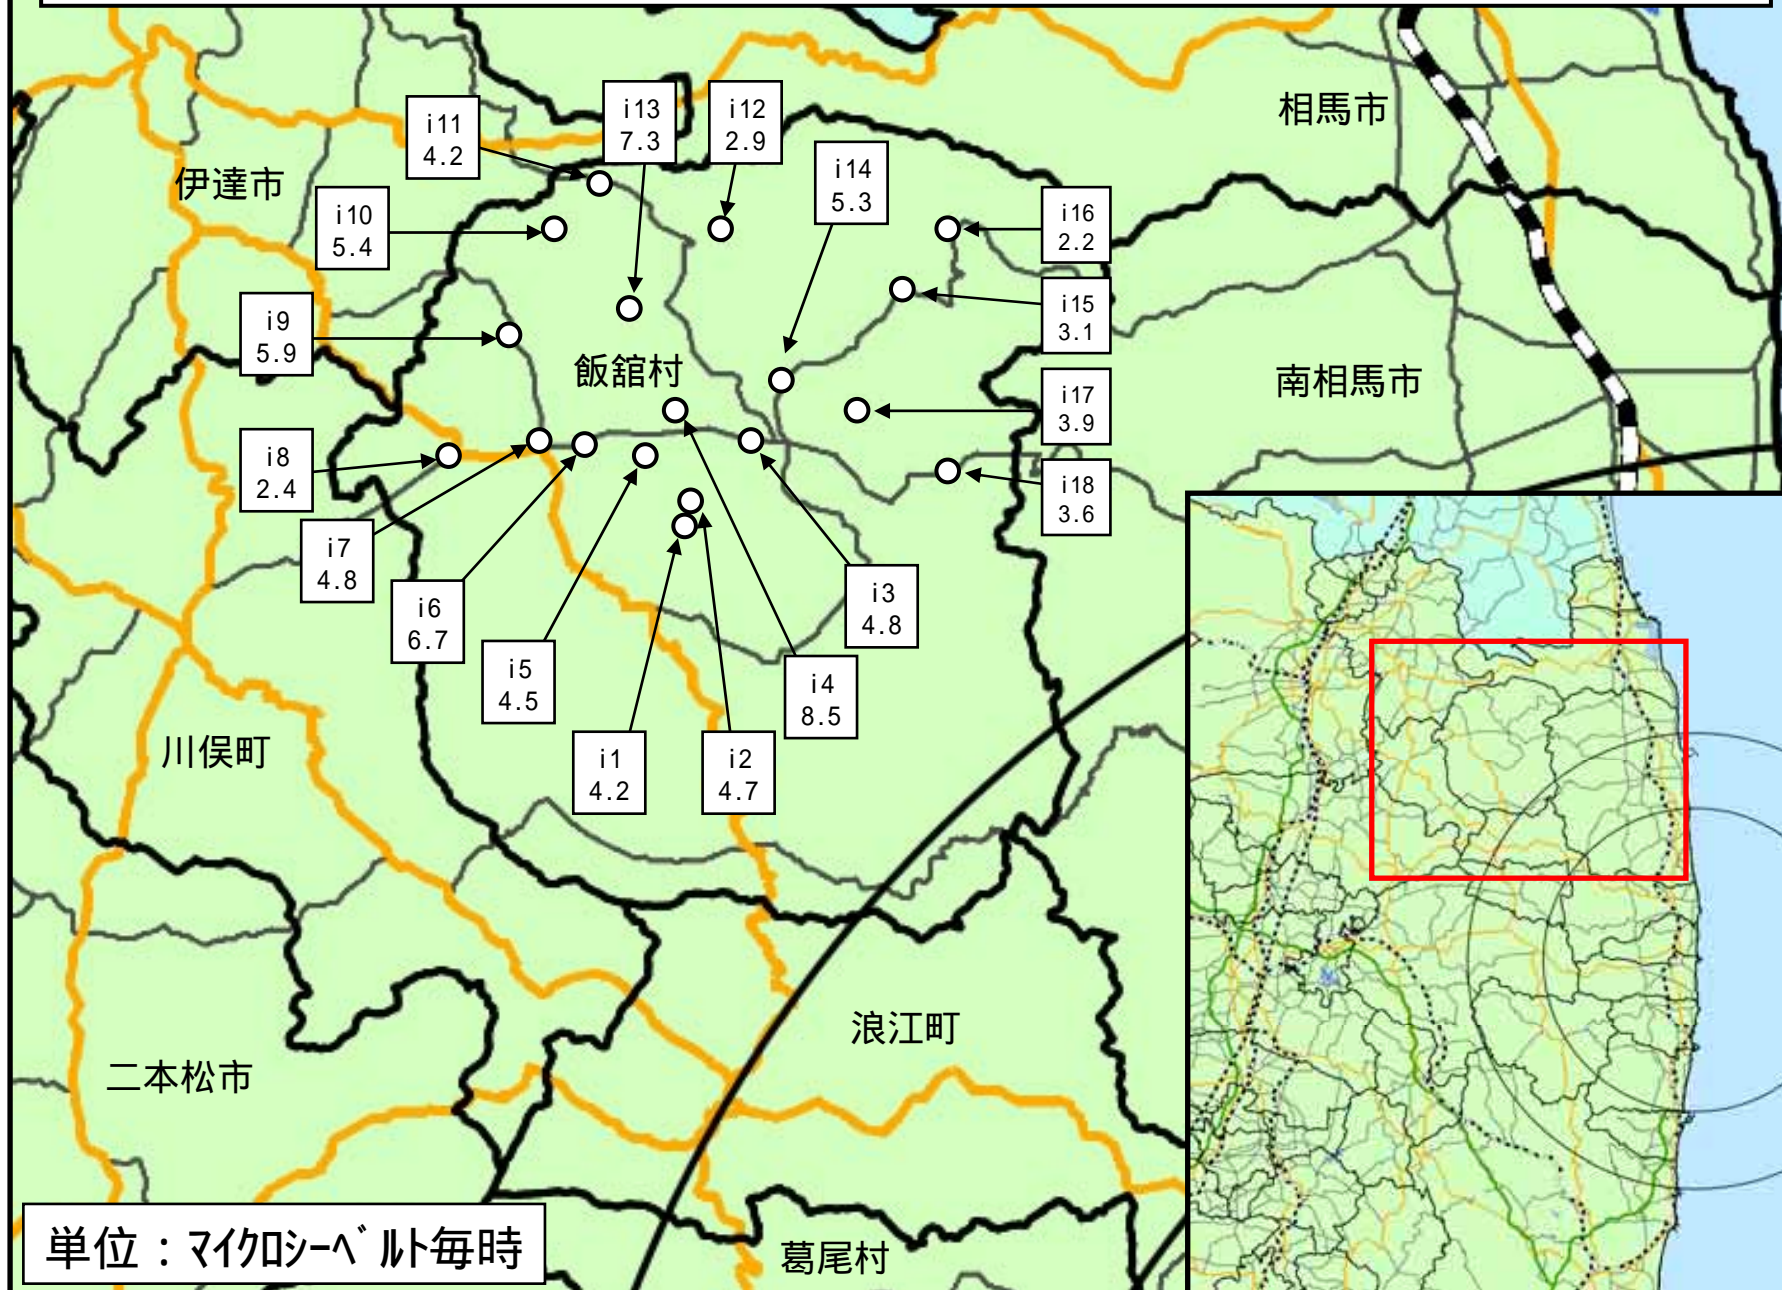 相馬市
i13
7.3
i12
2.9
i11
4.2
i14
5.3
伊達市
i10
5.4
i16
2.2
i9
5.9
i15
3.1
飯舘村
南相馬市
i17
3.9
i8
2.4
i18
3.6
i7
4.8
i6
6.7
i3
4.8
i5
4.5
i4
8.5
川俣町
i1
4.2
i2
4.7
浪江町
二本松市
葛尾村
単位：ﾏｲｸﾛｼｰﾍﾞﾙﾄ毎時